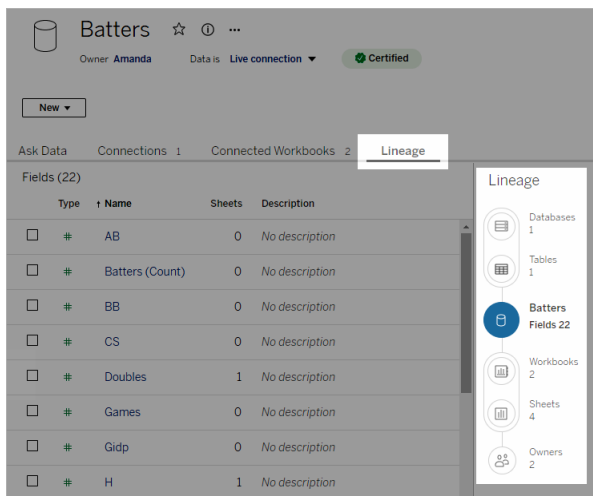 Batters
Owner Amanda Data is Live connection Certified
New
Ask Data Connections 1 Connected Workbooks 2 Lineage
Fields (22)
Type ↑ Name Sheets Description
# AB 0 No description
# Batters (Count) 0 No description
# BB 0 No description
# CS 0 No description
# Doubles 1 No description
# Games 0 No description
# Gidp 0 No description
# H 1 No description
Lineage
Databases
1
Tables
1
Batters
Fields 22
Workbooks
2
Sheets
4
Owners
2